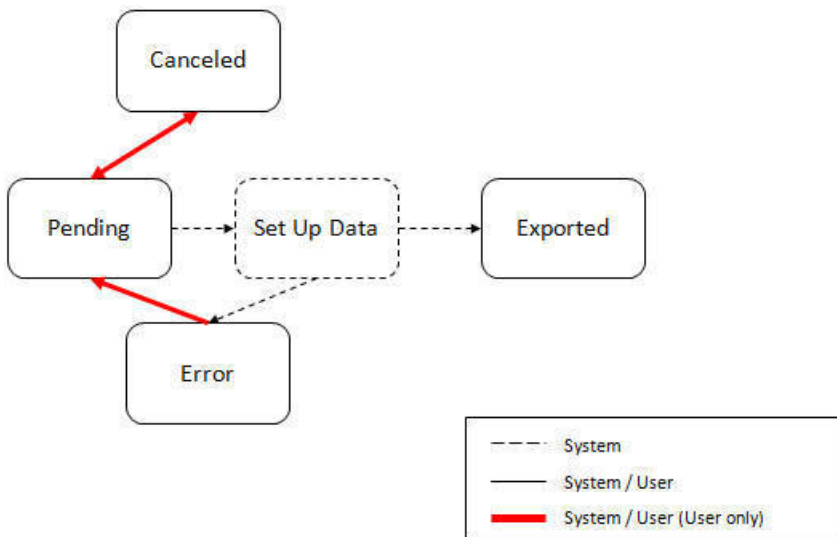 Canceled
Pending
Set Up Data
Exported
Error
System
System / User
System / User (User only)